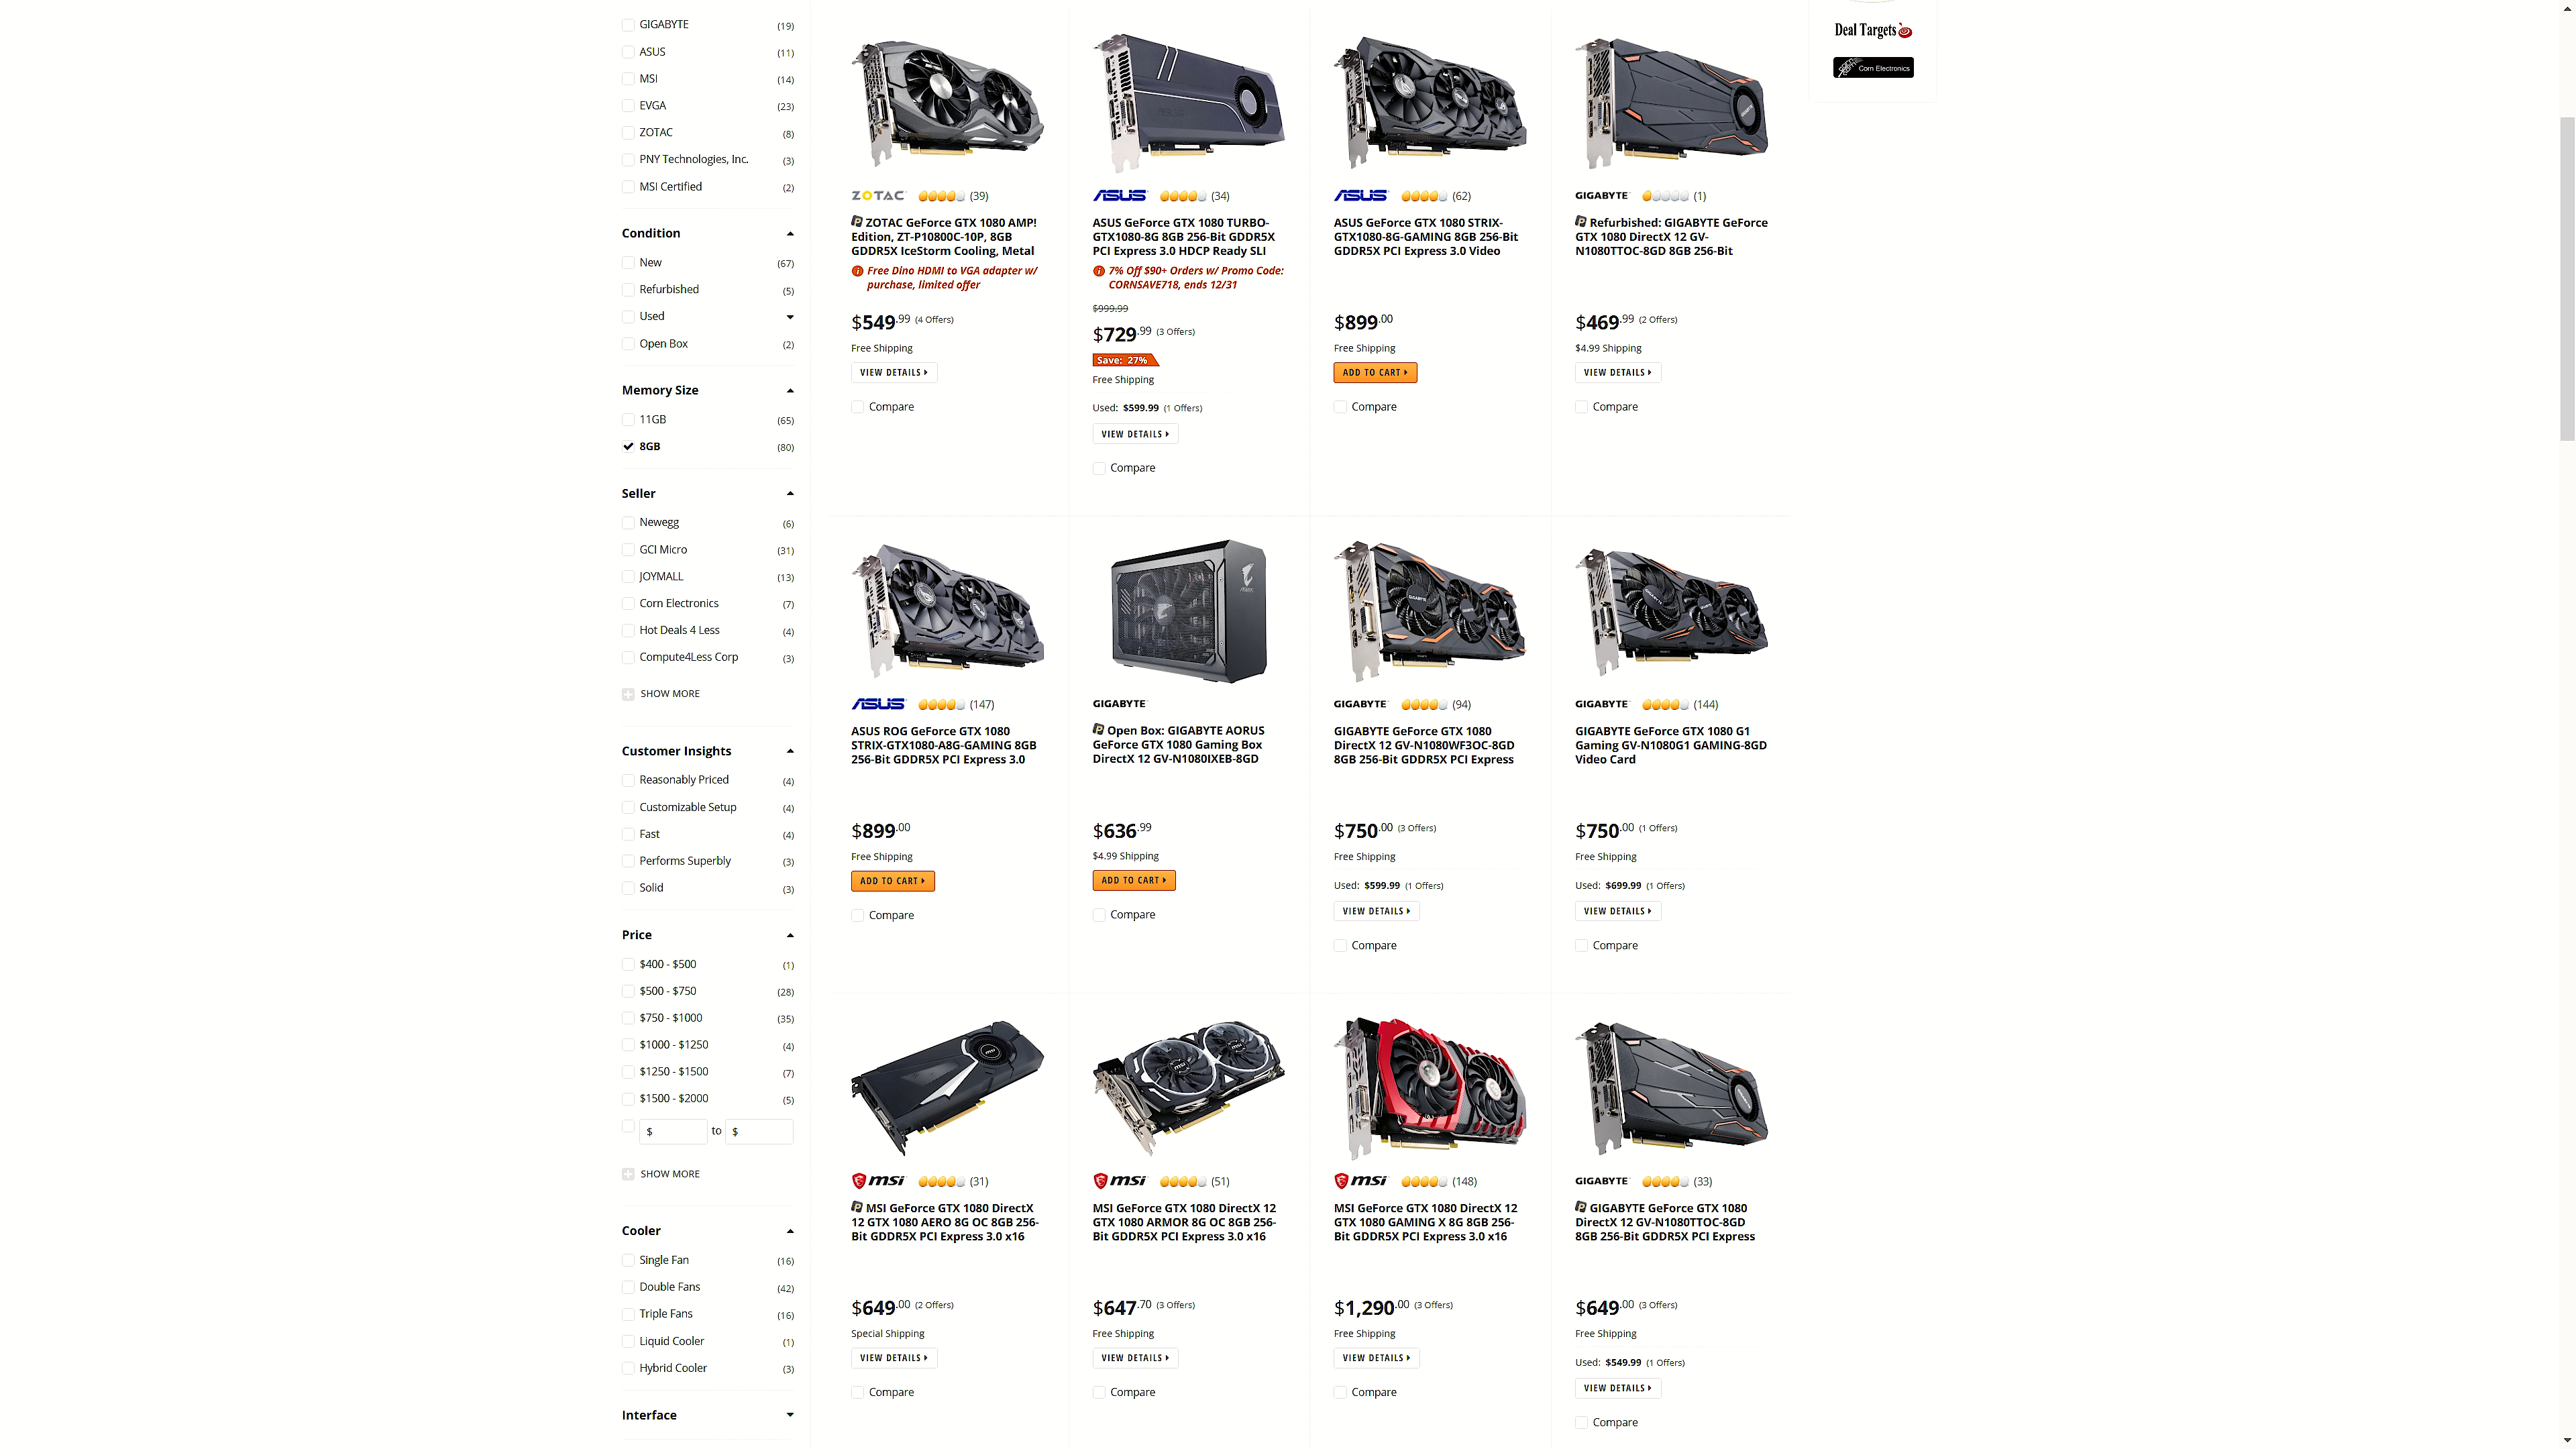 GIGABYTE (19)
ASUS (11)
MSI (14)
EVGA (23)
ZOTAC (8)
PNY Technologies, Inc. (3)
MSI Certified (2)
Condition
New (67)
Refurbished (5)
Used
Open Box (2)
Memory Size
11GB (65)
8GB (80)
Seller
Newegg (6)
GCI Micro (31)
JOYMALL (13)
Corn Electronics (7)
Hot Deals 4 Less (4)
Compute4Less Corp (3)
SHOW MORE
Customer Insights
Reasonably Priced (4)
Customizable Setup (4)
Fast (4)
Performs Superbly (3)
Solid (3)
Price
$400 - $500 (1)
$500 - $750 (28)
$750 - $1000 (35)
$1000 - $1250 (4)
$1250 - $1500 (7)
$1500 - $2000 (5)
$ to $
SHOW MORE
Cooler
Single Fan (16)
Double Fans (42)
Triple Fans (16)
Liquid Cooler (1)
Hybrid Cooler (3)
Interface
ZOTAC (39)
ZOTAC GeForce GTX 1080 AMP!
Edition, ZT-P10800C-10P, 8GB
GDDR5X IceStorm Cooling, Metal
Free Dino HDMI to VGA adapter w/
purchase, limited offer
$549.99 (4 Offers)
Free Shipping
VIEW DETAILS
Compare
ASUS (34)
ASUS GeForce GTX 1080 TURBO-
GTX1080-8G 8GB 256-Bit GDDR5X
PCI Express 3.0 HDCP Ready SLI
7% Off $90+ Orders w/ Promo Code:
CORNSAVE718, ends 12/31
$999.99
$729.99 (3 Offers)
Save: 27%
Free Shipping
Used: $599.99 (1 Offers)
VIEW DETAILS
Compare
ASUS (62)
ASUS GeForce GTX 1080 STRIX-
GTX1080-8G-GAMING 8GB 256-Bit
GDDR5X PCI Express 3.0 Video
$899.00
Free Shipping
ADD TO CART
Compare
GIGABYTE (1)
Refurbished: GIGABYTE GeForce
GTX 1080 DirectX 12 GV-
N1080TTOC-8GD 8GB 256-Bit
$469.99 (2 Offers)
$4.99 Shipping
VIEW DETAILS
Compare
ASUS (147)
ASUS ROG GeForce GTX 1080
STRIX-GTX1080-A8G-GAMING 8GB
256-Bit GDDR5X PCI Express 3.0
$899.00
Free Shipping
ADD TO CART
Compare
GIGABYTE
Open Box: GIGABYTE AORUS
GeForce GTX 1080 Gaming Box
DirectX 12 GV-N1080IXEB-8GD
$636.99
$4.99 Shipping
ADD TO CART
Compare
GIGABYTE (94)
GIGABYTE GeForce GTX 1080
DirectX 12 GV-N1080WF3OC-8GD
8GB 256-Bit GDDR5X PCI Express
$750.00 (3 Offers)
Free Shipping
Used: $599.99 (1 Offers)
VIEW DETAILS
Compare
GIGABYTE (144)
GIGABYTE GeForce GTX 1080 G1
Gaming GV-N1080G1 GAMING-8GD
Video Card
$750.00 (1 Offers)
Free Shipping
Used: $699.99 (1 Offers)
VIEW DETAILS
Compare
msi (31)
MSI GeForce GTX 1080 DirectX
12 GTX 1080 AERO 8G OC 8GB 256-
Bit GDDR5X PCI Express 3.0 x16
$649.00 (2 Offers)
Special Shipping
VIEW DETAILS
Compare
msi (51)
MSI GeForce GTX 1080 DirectX 12
GTX 1080 ARMOR 8G OC 8GB 256-
Bit GDDR5X PCI Express 3.0 x16
$647.70 (3 Offers)
Free Shipping
VIEW DETAILS
Compare
msi (148)
MSI GeForce GTX 1080 DirectX 12
GTX 1080 GAMING X 8G 8GB 256-
Bit GDDR5X PCI Express 3.0 x16
$1,290.00 (3 Offers)
Free Shipping
VIEW DETAILS
Compare
GIGABYTE (33)
GIGABYTE GeForce GTX 1080
DirectX 12 GV-N1080TTOC-8GD
8GB 256-Bit GDDR5X PCI Express
$649.00 (3 Offers)
Free Shipping
Used: $549.99 (1 Offers)
VIEW DETAILS
Compare
Deal Targets
Corn Electronics